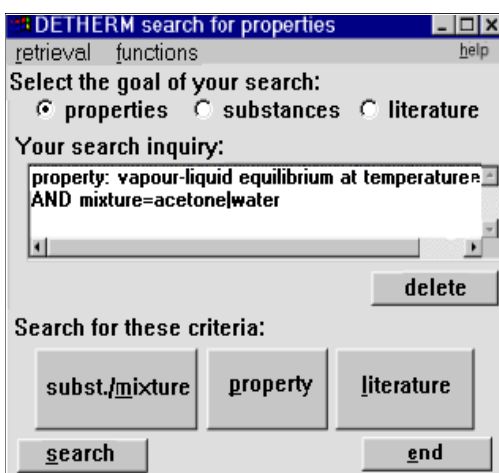 DETHERM search for properties
retrieval functions help
Select the goal of your search:
properties substances literature
Your search inquiry:
property: vapour-liquid equilibrium at temperature
AND mixture=acetone|water
delete
Search for these criteria:
subst./mixture property literature
search end